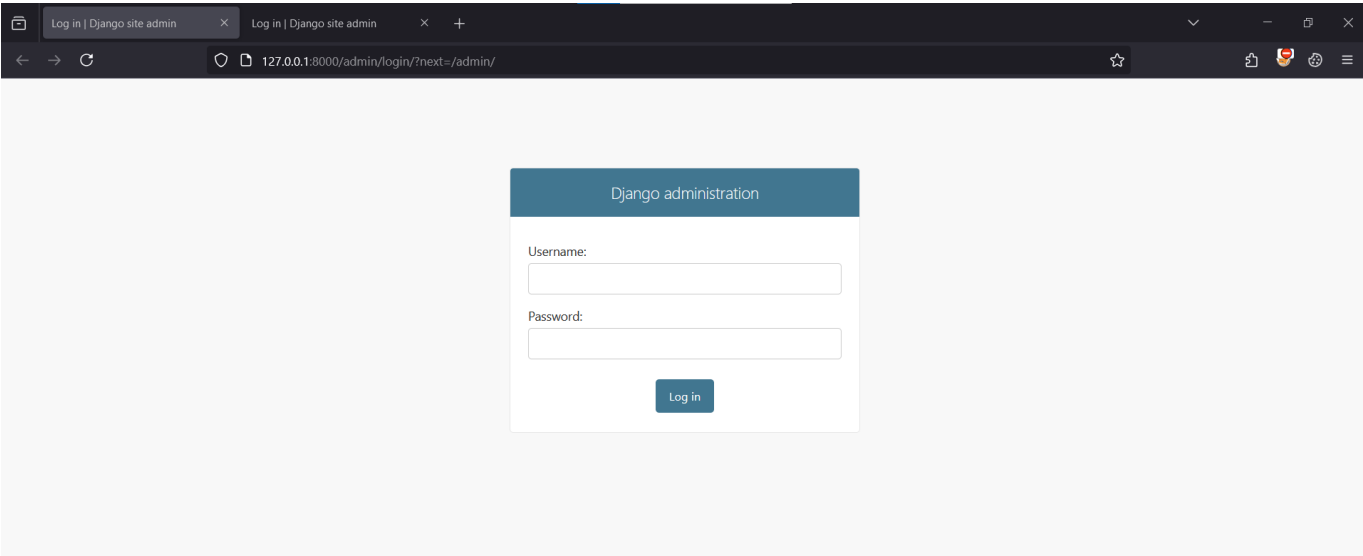 Log in | Django site admin
Log in | Django site admin
127.0.0.1:8000/admin/login/?next=/admin/
Django administration
Username:
Password:
Log in